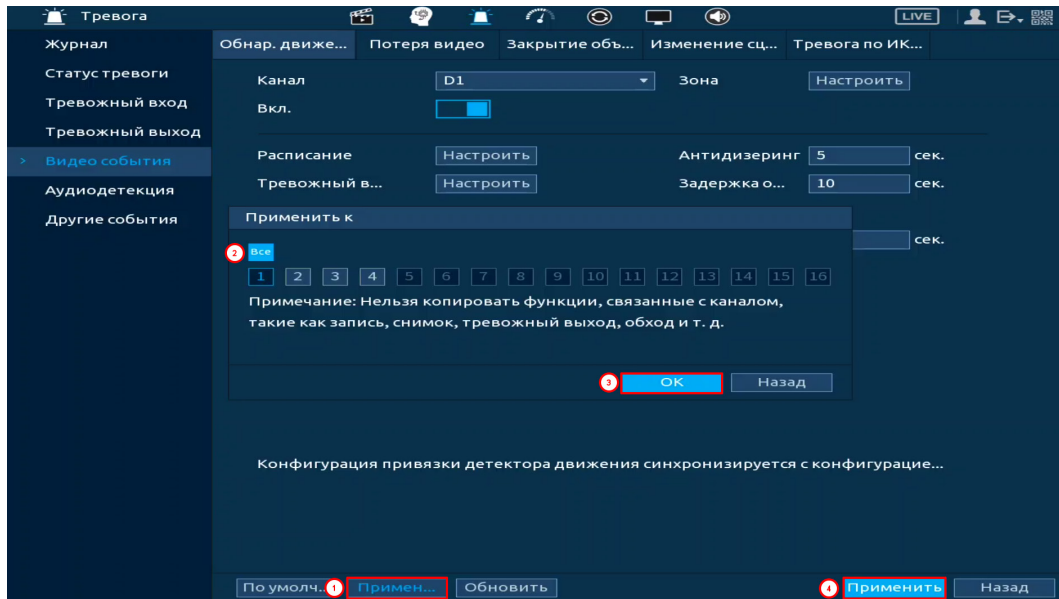 Тревога
LIVE
Журнал
Обнар. движе... Потеря видео Закрытие объ... Изменение сц... Тревога по ИК...
Статус тревоги
Канал D1 Зона Настроить
Тревожный вход
Вкл.
Тревожный выход
Видео события
Расписание Настроить Антидизеринг 5 сек.
Аудиодетекция
Тревожный в... Настроить Задержка о... 10 сек.
Другие события
Применить к
сек.
2 Все
1 2 3 4 5 6 7 8 9 10 11 12 13 14 15 16
Примечание: Нельзя копировать функции, связанные с каналом,
такие как запись, снимок, тревожный выход, обход и т. д.
3 OK Назад
Конфигурация привязки детектора движения синхронизируется с конфигурацие...
По умолч... 1 Примен... Обновить 4 Применить Назад